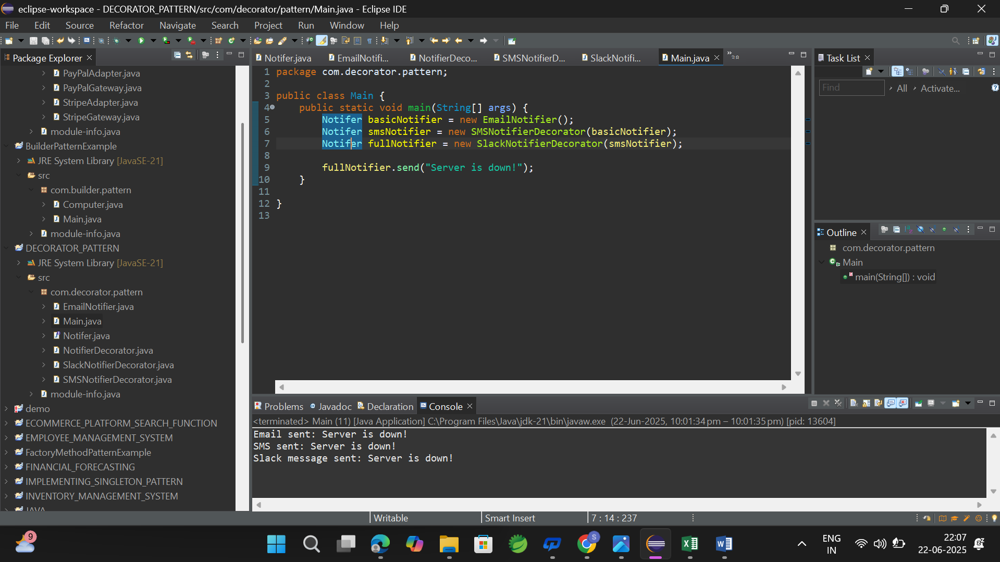 eclipse-workspace - DECORATOR_PATTERN/src/com/decorator/pattern/Main.java - Eclipse IDE
File Edit Source Refactor Navigate Search Project Run Window Help
Package Explorer
PayPalAdapter.java
PayPalGateway.java
StripeAdapter.java
StripeGateway.java
module-info.java
BuilderPatternExample
JRE System Library [JavaSE-21]
src
com.builder.pattern
Computer.java
Main.java
module-info.java
DECORATOR_PATTERN
JRE System Library [JavaSE-21]
src
com.decorator.pattern
EmailNotifier.java
Main.java
Notifer.java
NotifierDecorator.java
SlackNotifierDecorator.java
SMSNotifierDecorator.java
module-info.java
demo
ECOMMERCE_PLATFORM_SEARCH_FUNCTION
EMPLOYEE_MANAGEMENT_SYSTEM
FactoryMethodPatternExample
FINANCIAL_FORECASTING
IMPLEMENTING_SINGLETON_PATTERN
INVENTORY_MANAGEMENT_SYSTEM
JAVA
Notifer.java EmailNotifi... NotifierDeco... SMSNotifierD... SlackNotifi... Main.java »28
1 package com.decorator.pattern;
2
3 public class Main {
4 public static void main(String[] args) {
5 Notifer basicNotifier = new EmailNotifier();
6 Notifer smsNotifier = new SMSNotifierDecorator(basicNotifier);
7 Notifer fullNotifier = new SlackNotifierDecorator(smsNotifier);
8
9 fullNotifier.send("Server is down!");
10 }
11
12 }
13
Task List
Find All Activate...
Outline
com.decorator.pattern
Main
main(String[]) : void
Problems Javadoc Declaration Console
<terminated> Main (11) [Java Application] C:\Program Files\Java\jdk-21\bin\javaw.exe (22-Jun-2025, 10:01:34 pm – 10:01:35 pm) [pid: 13604]
Email sent: Server is down!
SMS sent: Server is down!
Slack message sent: Server is down!
Writable Smart Insert 7 : 14 : 237
9
S
ENG
IN
22:07
22-06-2025